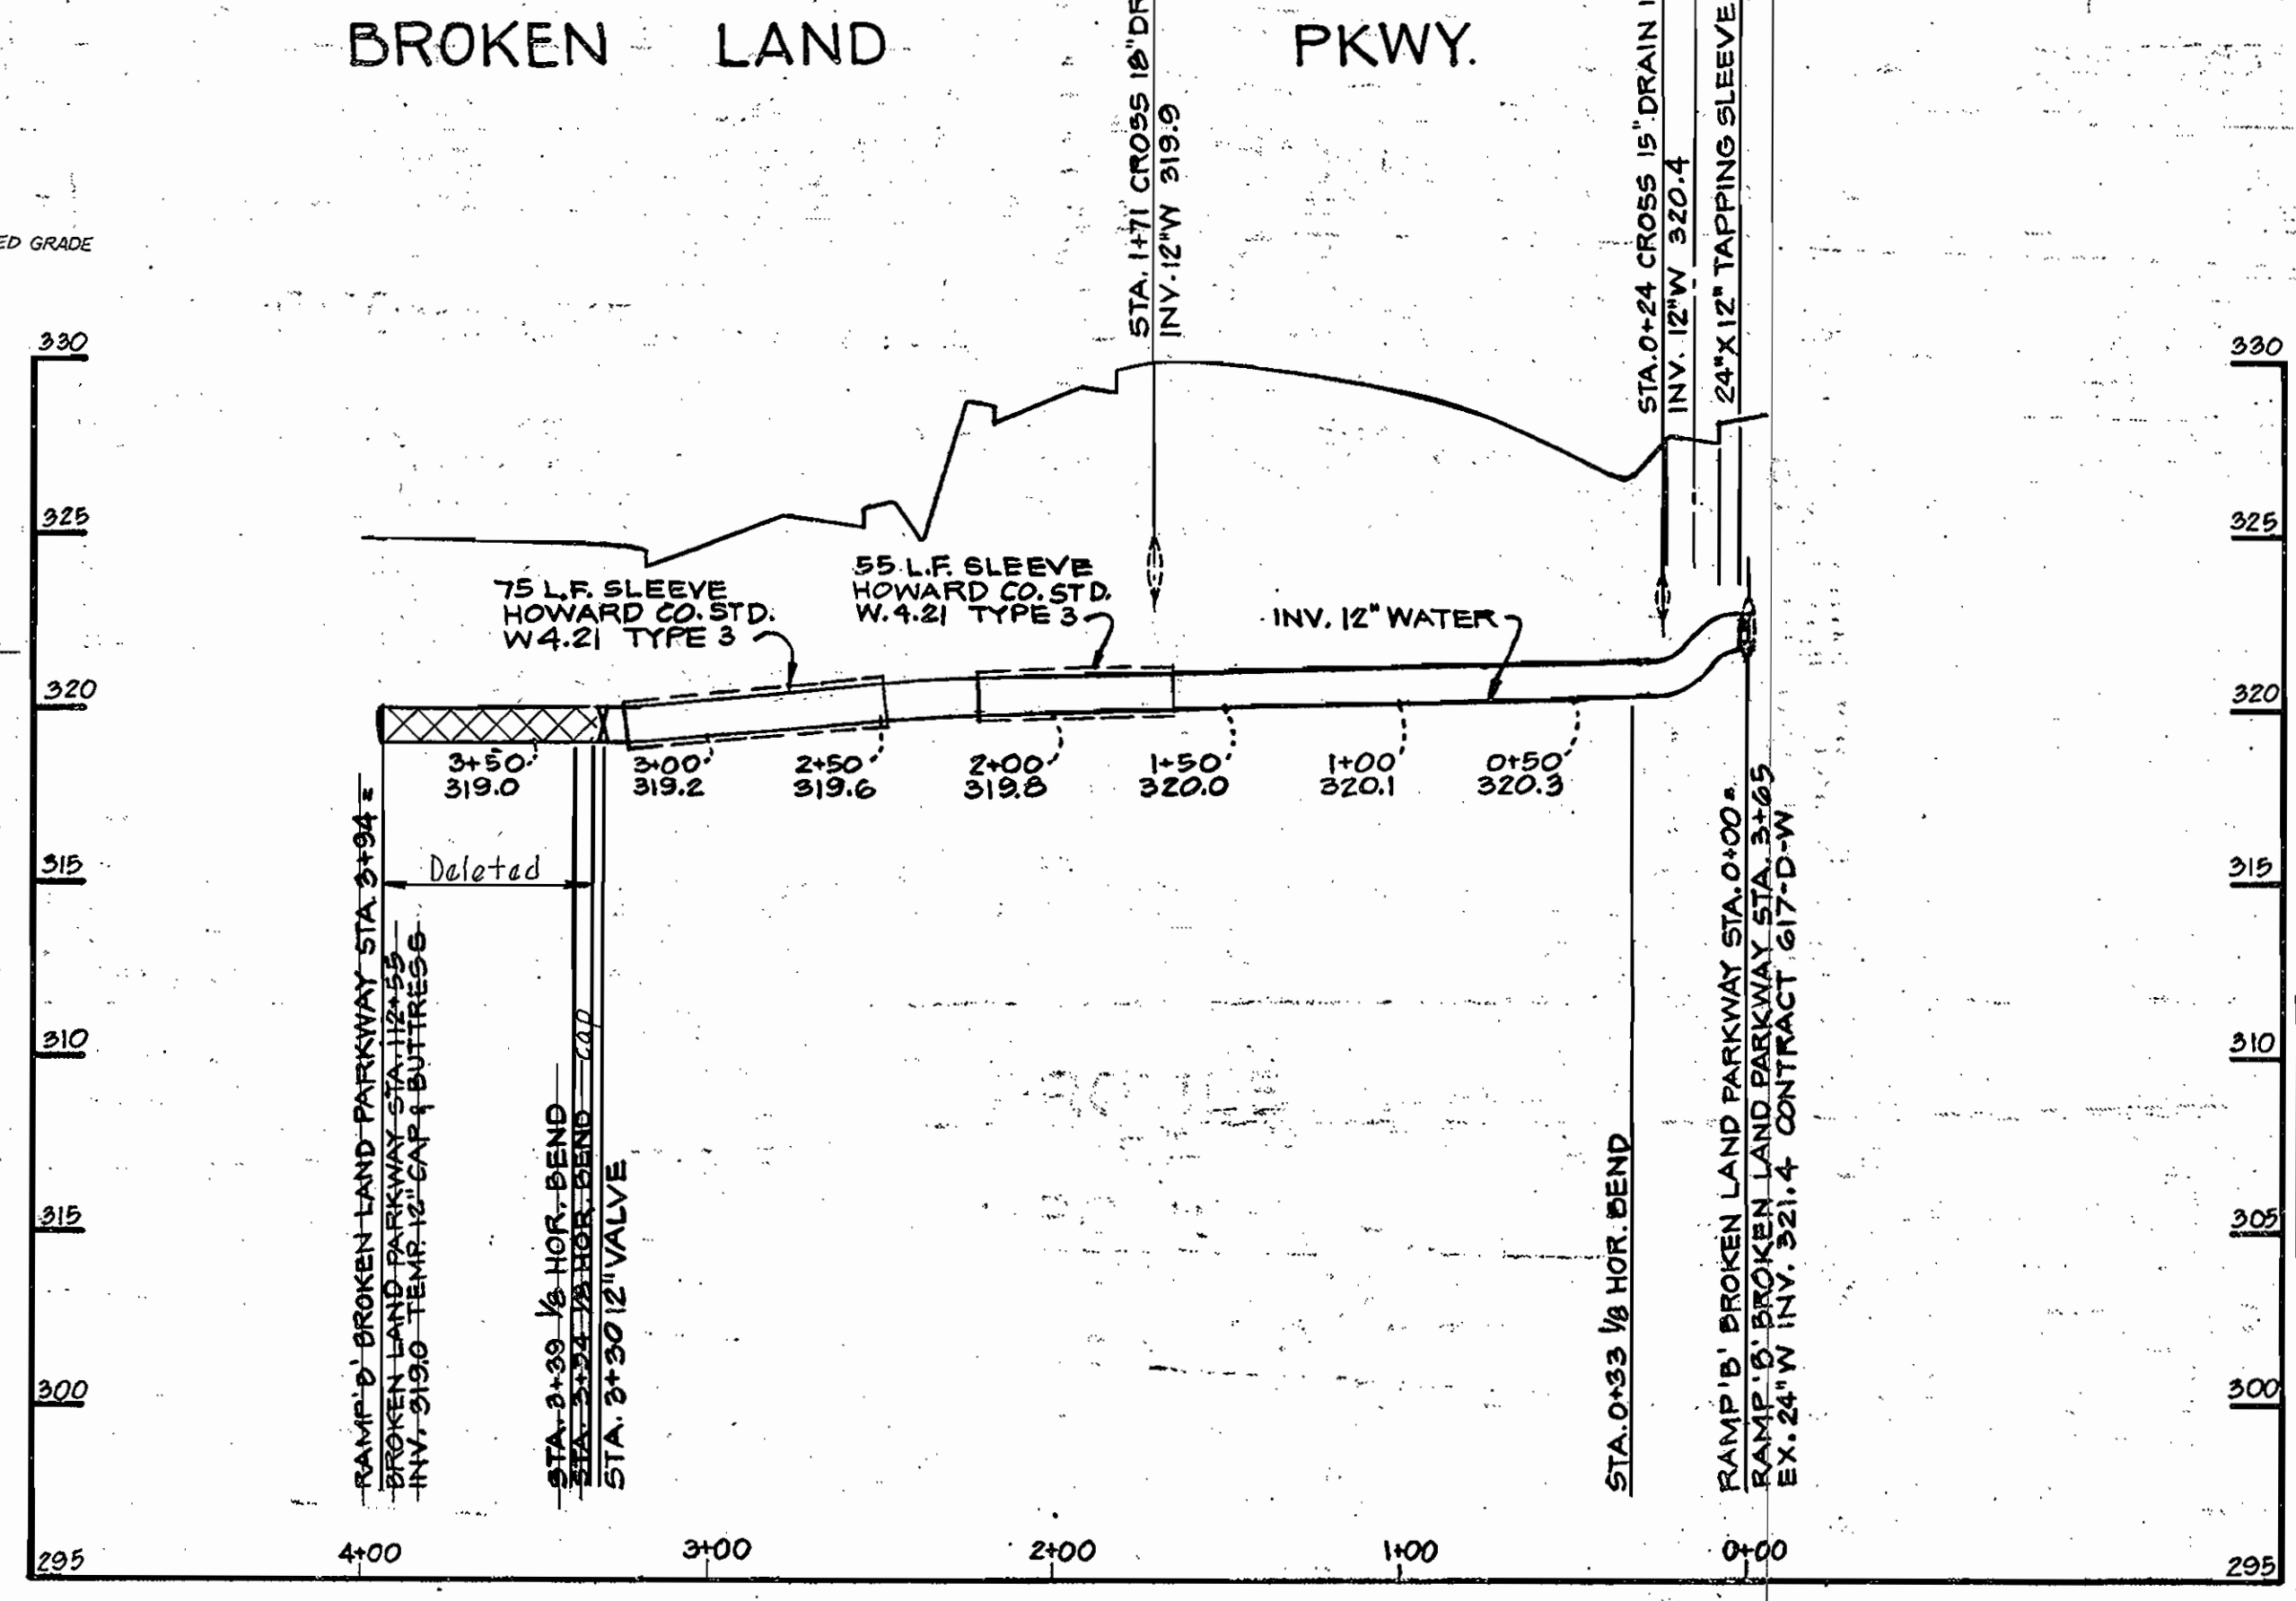 BROKEN LAND PKWY.
STA. 1+71 CROSS 18" DR
INV. 12"W 319.9
STA. 0+24 CROSS 15" DRAIN
INV. 12"W 320.4
24"X12" TAPPING SLEEVE
ED GRADE
330
325
320
315
310
315
300
295
330
325
320
315
310
305
300
295
75 L.F. SLEEVE
HOWARD CO. STD.
W 4.21 TYPE 3
55 L.F. SLEEVE
HOWARD CO. STD.
W. 4.21 TYPE 3
INV. 12" WATER
3+50
319.0
3+00
319.2
2+50
319.6
2+00
319.8
1+50
320.0
1+00
320.1
0+50
320.3
Deleted
RAMP 'B' BROKEN LAND PARKWAY STA. 3+94 =
BROKEN LAND PARKWAY STA. 112+55
INV. 319.0 TEMP. 12" CAP & BUTTRESS
STA. 3+39 1/8 HOR. BEND
STA. 3+34 1/8 HOR. BEND cap
STA. 3+30 12" VALVE
STA. 0+33 1/8 HOR. BEND
RAMP 'B' BROKEN LAND PARKWAY STA. 0+00 =
RAMP 'B' BROKEN LAND PARKWAY STA. 3+65
EX. 24"W INV. 321.4 CONTRACT 617-D-W
4+00
3+00
2+00
1+00
0+00